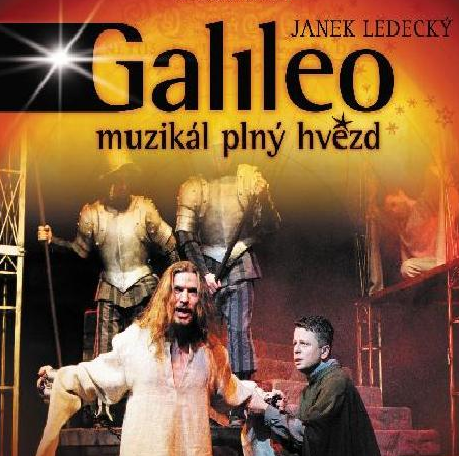 JANEK LEDECKÝ
Galileo
muzikál plný hvězd